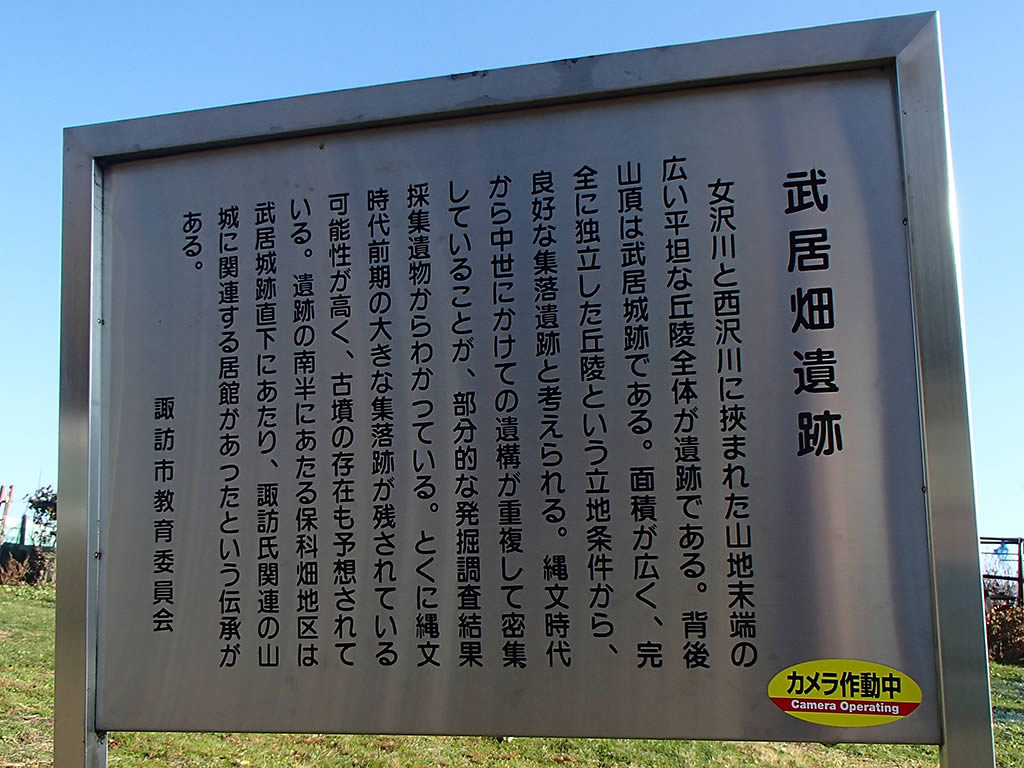 武居畑遺跡
女沢川と西沢川に挾まれた山地末端の
広い平坦な丘陵全体が遺跡である。背後
山頂は武居城跡である。面積が広く、完
全に独立した丘陵という立地条件から、
良好な集落遺跡と考えられる。縄文時代
から中世にかけての遺構が重複して密集
していることが、部分的な発掘調査結果
採集遺物からわかっている。とくに縄文
時代前期の大きな集落跡が残されている
可能性が高く、古墳の存在も予想されて
いる。遺跡の南半にあたる保科畑地区は
武居城跡直下にあたり、諏訪氏関連の山
城に関連する居館があったという伝承が
ある。
諏訪市教育委員会
カメラ作動中
Camera Operating